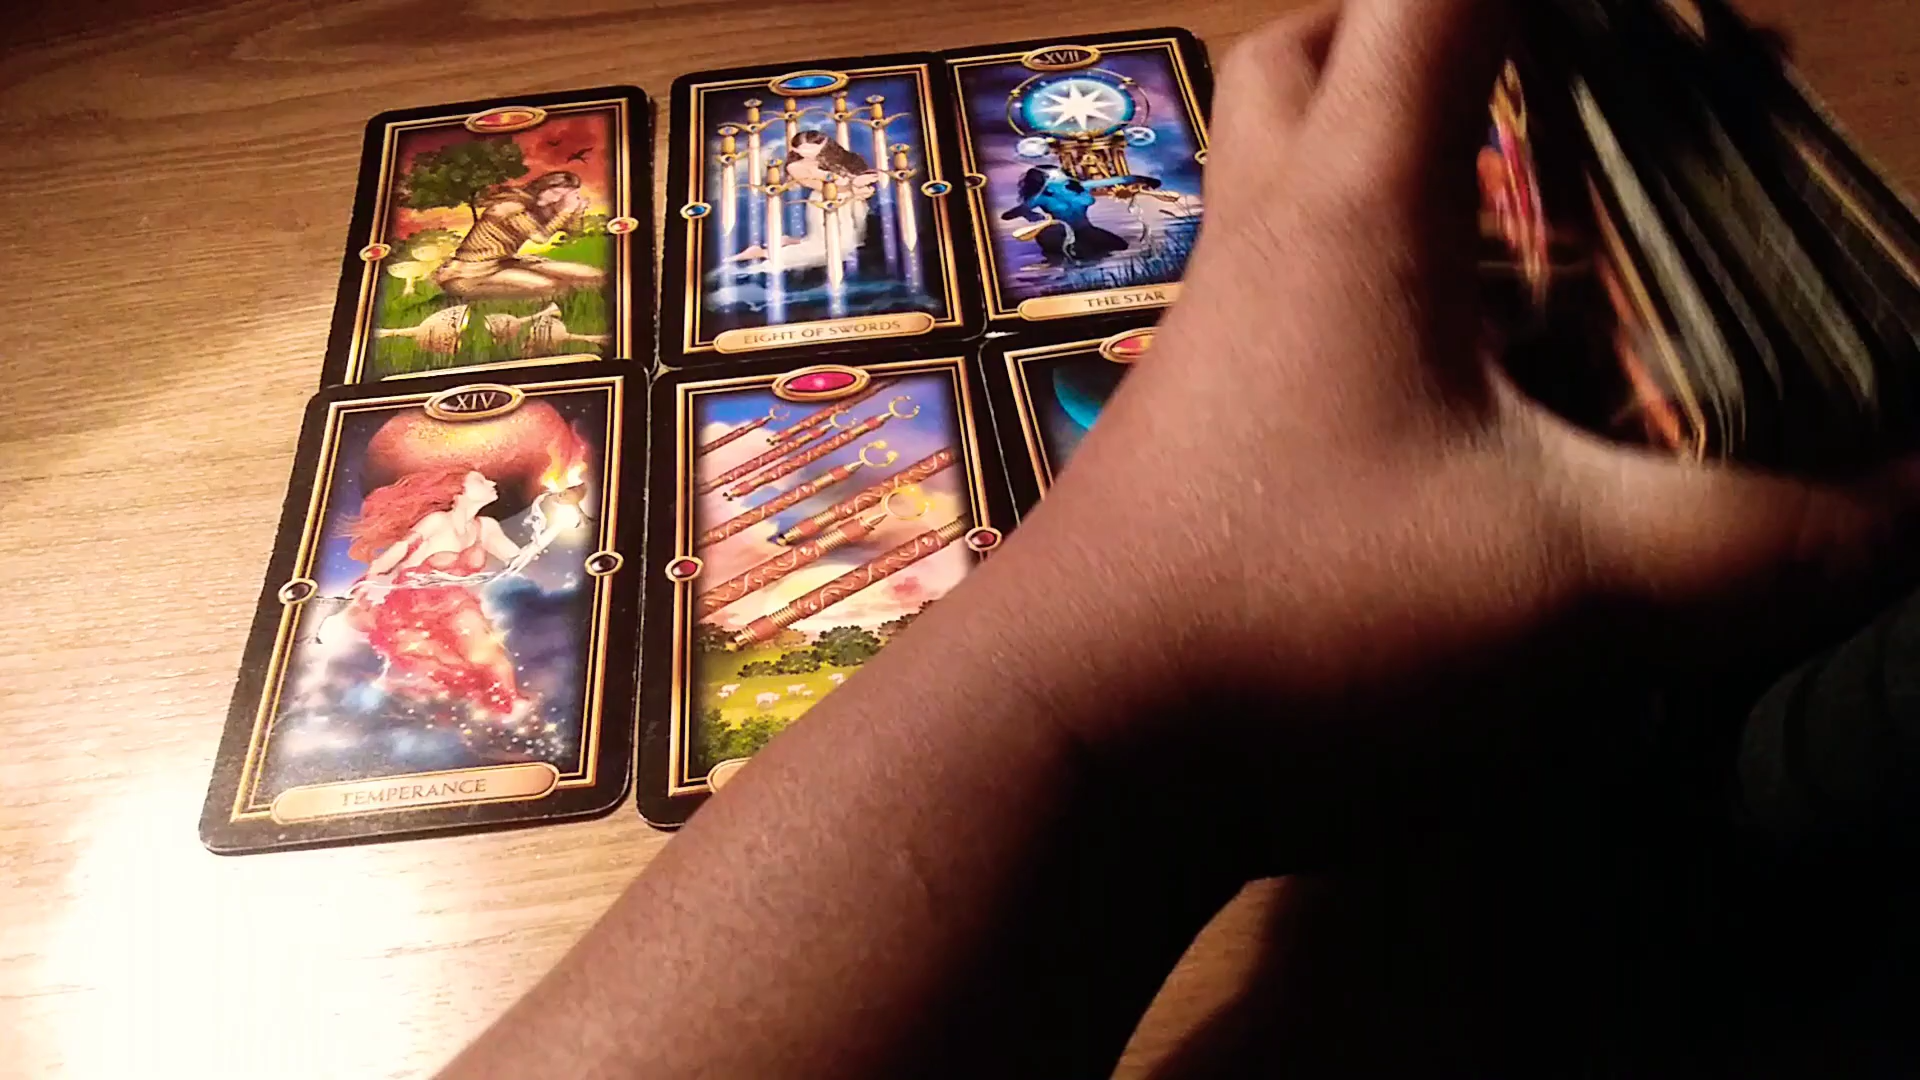 XVII
EIGHT OF SWORDS
THE STAR
XIV
TEMPERANCE